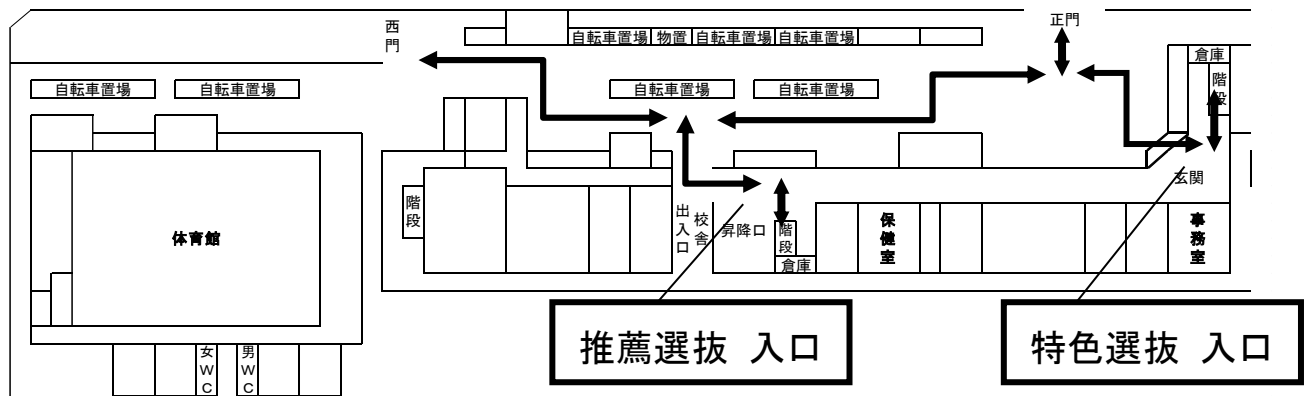 西門
正門
自転車置場
物置
自転車置場
自転車置場
倉庫
階段
自転車置場
自転車置場
自転車置場
自転車置場
玄関
階段
出入口
校舎
昇降口
階段
倉庫
保健室
事務室
体育館
推薦選抜 入口
特色選抜 入口
女WC
男WC